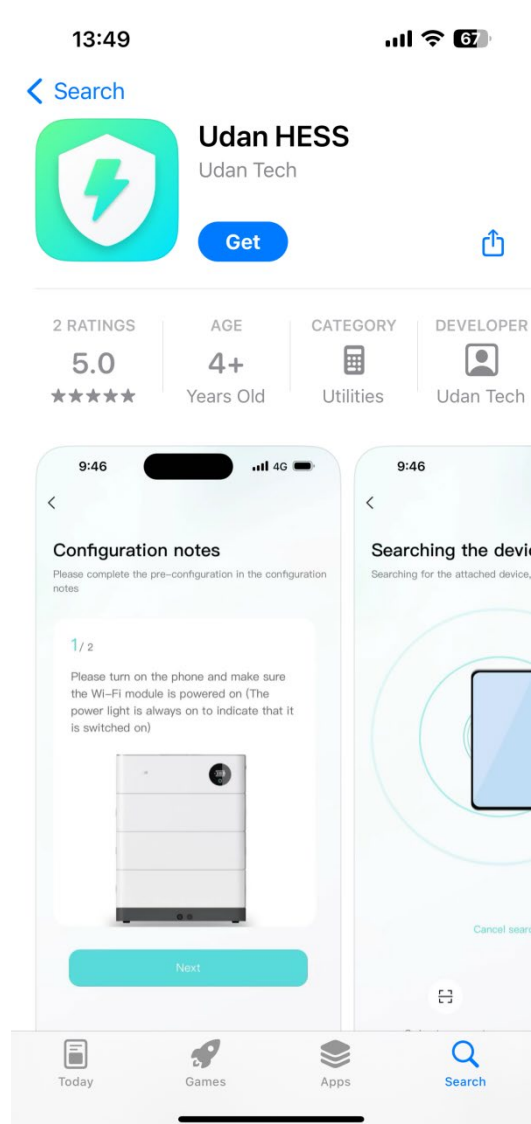 13:49
67
Search
Udan HESS
Udan Tech
Get
2 RATINGS
AGE
CATEGORY
DEVELOPER
5.0
4+
Years Old
Utilities
Udan Tech
9:46
4G
Configuration notes
Please complete the pre-configuration in the configuration
notes
1/ 2
Please turn on the phone and make sure
the Wi-Fi module is powered on (The
power light is always on to indicate that it
is switched on)
Next
9:46
Searching the devi
Searching for the attached device,
Cancel sear
Today
Games
Apps
Search